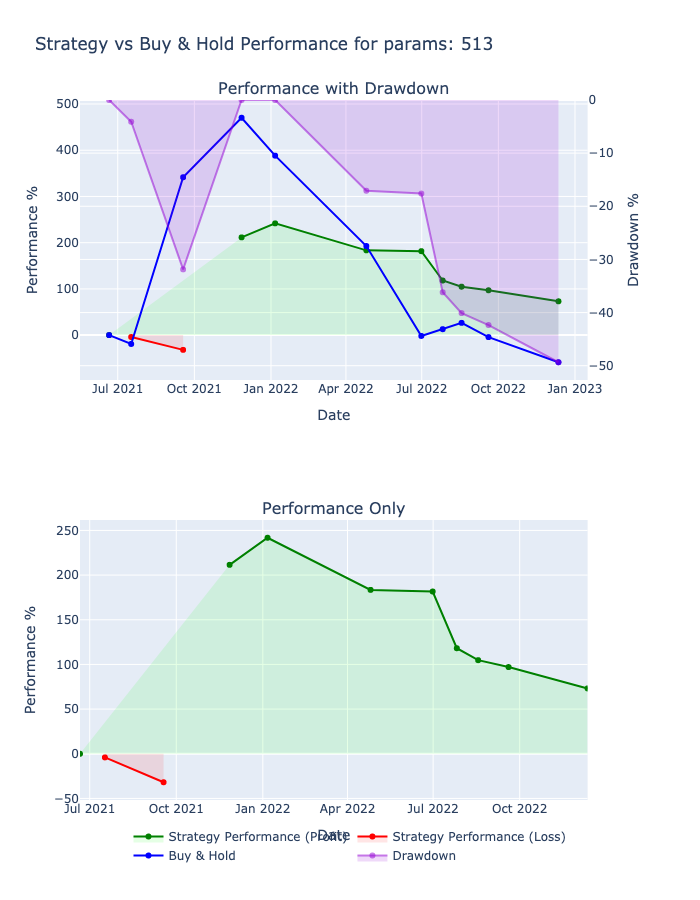 Strategy vs Buy & Hold Performance for params: 513
Performance with Drawdown
500
400
300
200
100
0
Performance %
0
−10
−20
−30
−40
−50
Drawdown %
Jul 2021
Oct 2021
Jan 2022
Apr 2022
Jul 2022
Oct 2022
Jan 2023
Date
Performance Only
250
200
150
100
50
0
−50
Performance %
Jul 2021
Oct 2021
Jan 2022
Apr 2022
Jul 2022
Oct 2022
Date
Strategy Performance (Profit)
Strategy Performance (Loss)
Buy & Hold
Drawdown